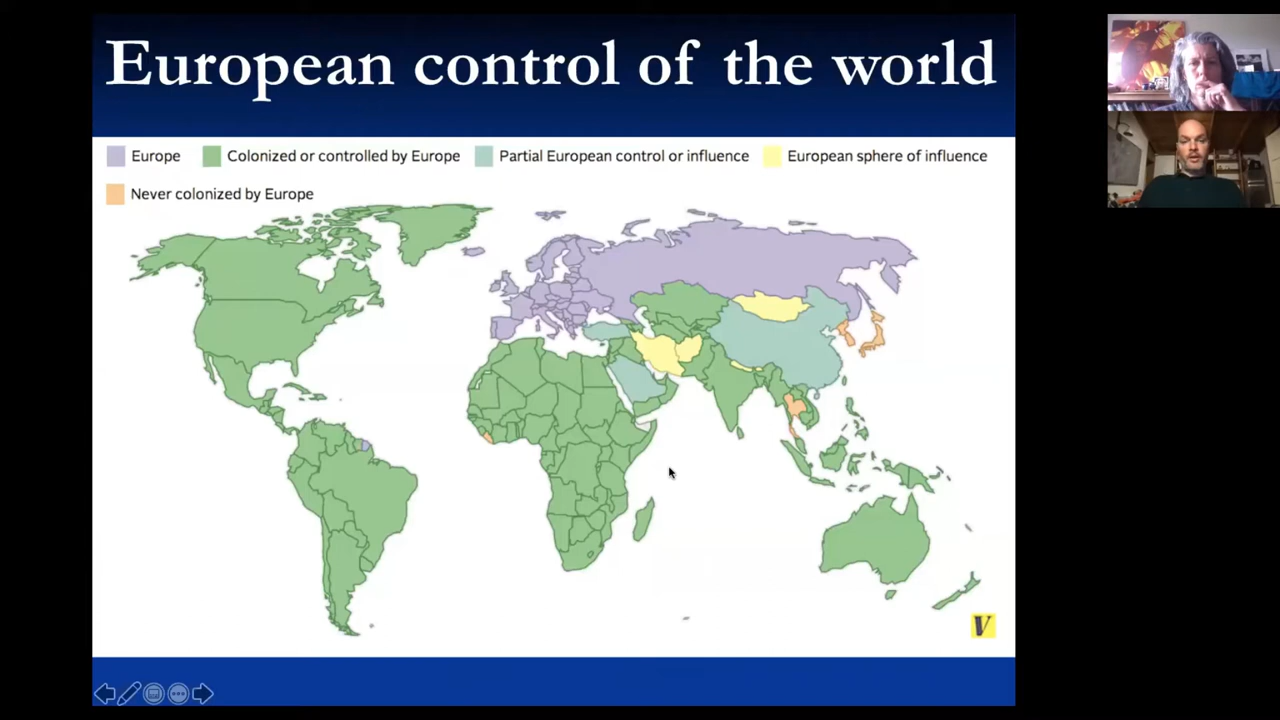 European control of the world
Europe Colonized or controlled by Europe Partial European control or influence European sphere of influence
Never colonized by Europe
V